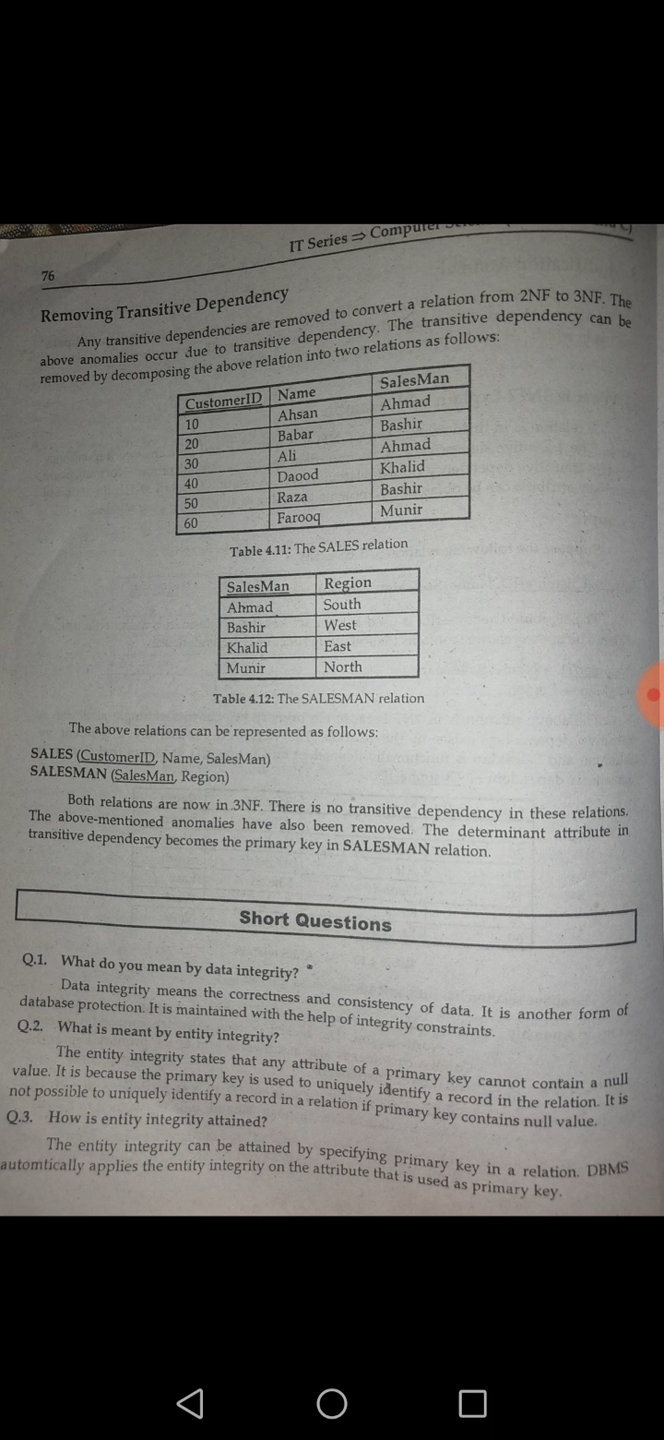 IT Series ⇒ Computer
76
Removing Transitive Dependency
Any transitive dependencies are removed to convert a relation from 2NF to 3NF. The
above anomalies occur due to transitive dependency. The transitive dependency can be
removed by decomposing the above relation into two relations as follows:
CustomerID Name SalesMan
10 Ahsan Ahmad
20 Babar Bashir
30 Ali Ahmad
40 Daood Khalid
50 Raza Bashir
60 Farooq Munir
Table 4.11: The SALES relation
SalesMan Region
Ahmad South
Bashir West
Khalid East
Munir North
Table 4.12: The SALESMAN relation
The above relations can be represented as follows:
SALES (CustomerID, Name, SalesMan)
SALESMAN (SalesMan, Region)
Both relations are now in 3NF. There is no transitive dependency in these relations.
The above-mentioned anomalies have also been removed. The determinant attribute in
transitive dependency becomes the primary key in SALESMAN relation.
Short Questions
Q.1. What do you mean by data integrity?
Data integrity means the correctness and consistency of data. It is another form of
database protection. It is maintained with the help of integrity constraints.
Q.2. What is meant by entity integrity?
The entity integrity states that any attribute of a primary key cannot contain a null
value. It is because the primary key is used to uniquely identify a record in the relation. It is
not possible to uniquely identify a record in a relation if primary key contains null value.
Q.3. How is entity integrity attained?
The entity integrity can be attained by specifying primary key in a relation. DBMS
automtically applies the entity integrity on the attribute that is used as primary key.